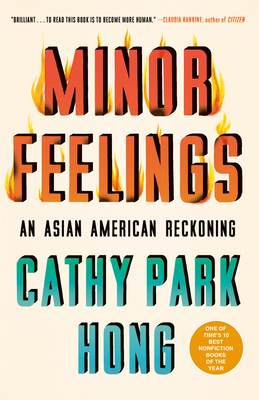 "BRILLIANT . . . TO READ THIS BOOK IS TO BECOME MORE HUMAN." —CLAUDIA RANKINE, author of CITIZEN
MINOR
FEELINGS
AN ASIAN AMERICAN RECKONING
CATHY PARK
HONG
ONE OF
TIME'S 10
BEST
NONFICTION
BOOKS OF
THE YEAR